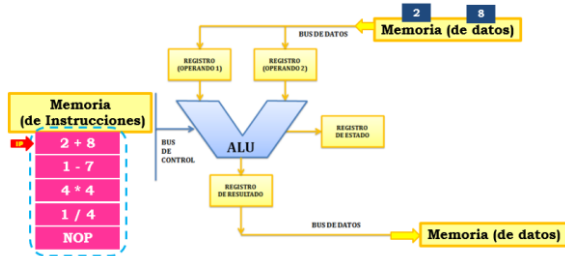 2 8
BUS DE DATOS
Memoria (de datos)
REGISTRO
(OPERANDO 1)
REGISTRO
(OPERANDO 2)
Memoria
(de Instrucciones)
IP
2 + 8
1 - 7
4 * 4
1 / 4
NOP
BUS
DE
CONTROL
ALU
REGISTRO
DE ESTADO
REGISTRO
DE RESULTADO
BUS DE DATOS
Memoria (de datos)